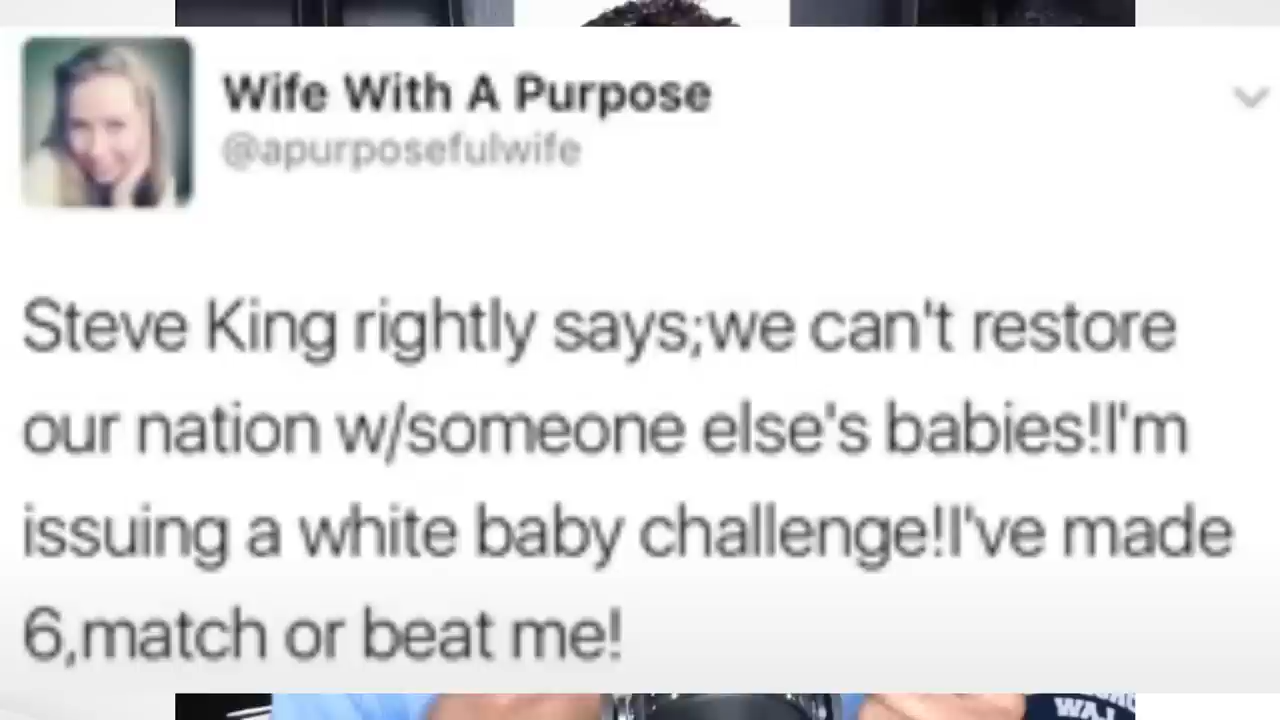 Wife With A Purpose
@apurposefulwife
Steve King rightly says;we can't restore
our nation w/someone else's babies!I'm
issuing a white baby challenge!I've made
6,match or beat me!